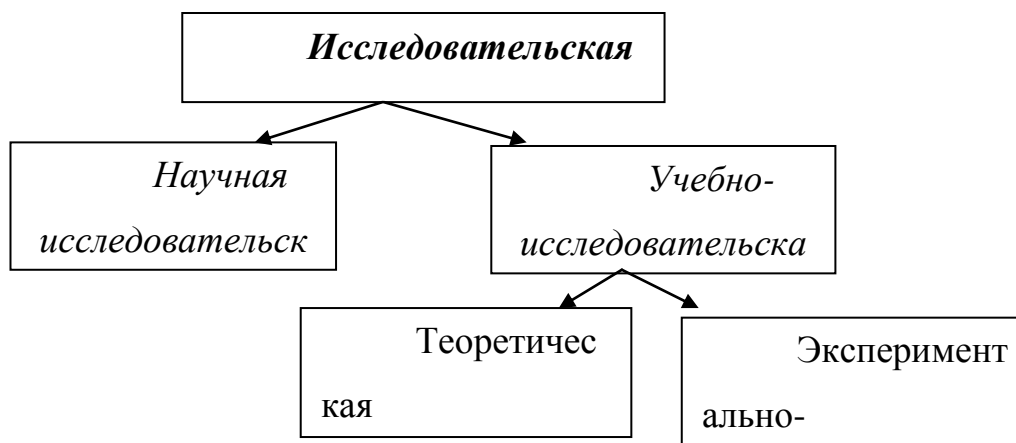 Исследовательская
Научная
исследовательск
Учебно-
исследовательска
Теоретичес
кая
Эксперимент
ально-